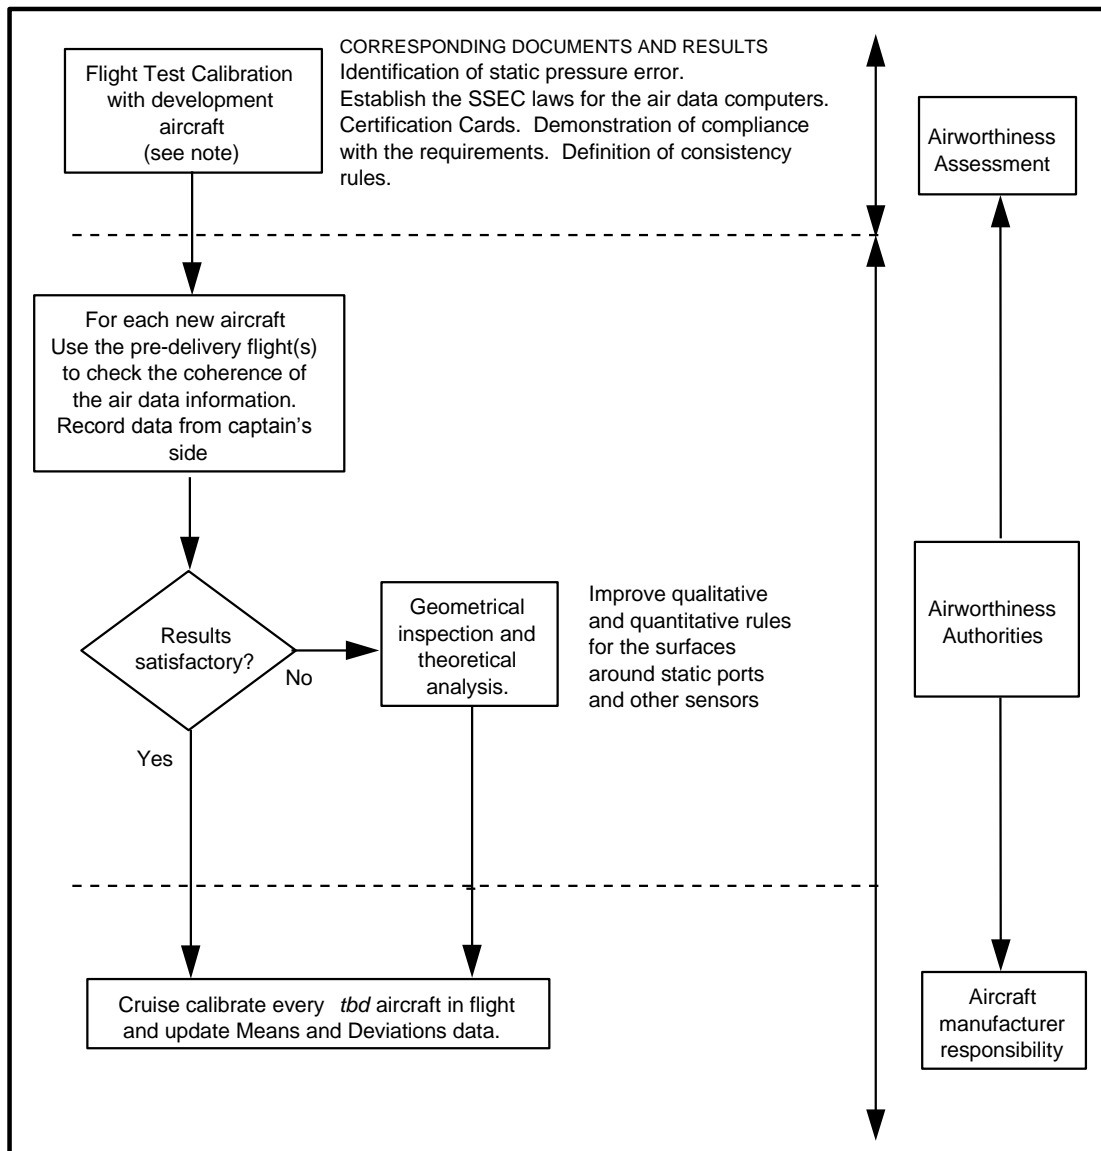 Flight Test Calibration
with development
aircraft
(see note)
CORRESPONDING DOCUMENTS AND RESULTS
Identification of static pressure error.
Establish the SSEC laws for the air data computers.
Certification Cards.  Demonstration of compliance
with the requirements.  Definition of consistency
rules.
Airworthiness
Assessment
For each new aircraft
Use the pre-delivery flight(s)
to check the coherence of
the air data information.
Record data from captain’s
side
Results
satisfactory?
No
Yes
Geometrical
inspection and
theoretical
analysis.
Improve qualitative
and quantitative rules
for the surfaces
around static ports
and other sensors
Airworthiness
Authorities
Cruise calibrate every tbd aircraft in flight
and update Means and Deviations data.
Aircraft
manufacturer
responsibility